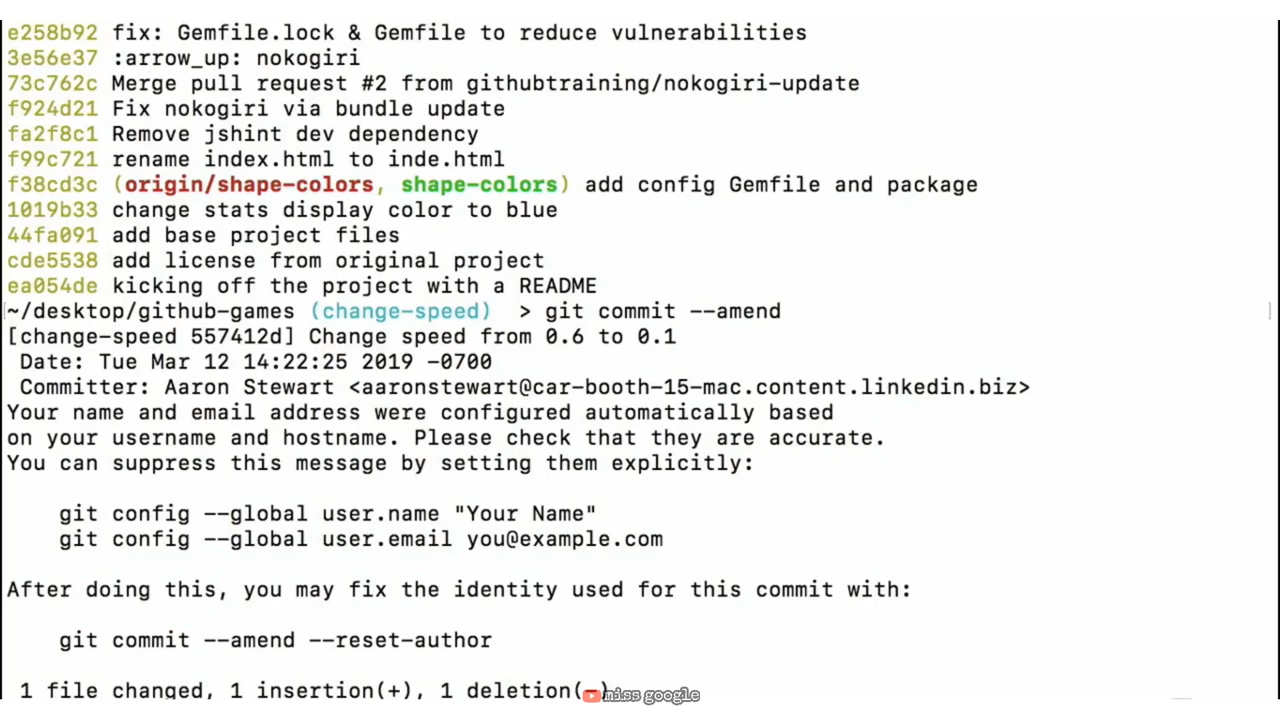 e258b92 fix: Gemfile.lock & Gemfile to reduce vulnerabilities
3e56e37 :arrow_up: nokogiri
73c762c Merge pull request #2 from githubtraining/nokogiri-update
f924d21 Fix nokogiri via bundle update
fa2f8c1 Remove jshint dev dependency
f99c721 rename index.html to inde.html
f38cd3c (origin/shape-colors, shape-colors) add config Gemfile and package
1019b33 change stats display color to blue
44fa091 add base project files
cde5538 add license from original project
ea054de kicking off the project with a README
~/desktop/github-games (change-speed) > git commit --amend
[change-speed 557412d] Change speed from 0.6 to 0.1
Date: Tue Mar 12 14:22:25 2019 -0700
Committer: Aaron Stewart <aaronstewart@car-booth-15-mac.content.linkedin.biz>
Your name and email address were configured automatically based
on your username and hostname. Please check that they are accurate.
You can suppress this message by setting them explicitly:
git config --global user.name "Your Name"
git config --global user.email you@example.com
After doing this, you may fix the identity used for this commit with:
git commit --amend --reset-author
1 file changed, 1 insertion(+), 1 deletion(-)
miss google